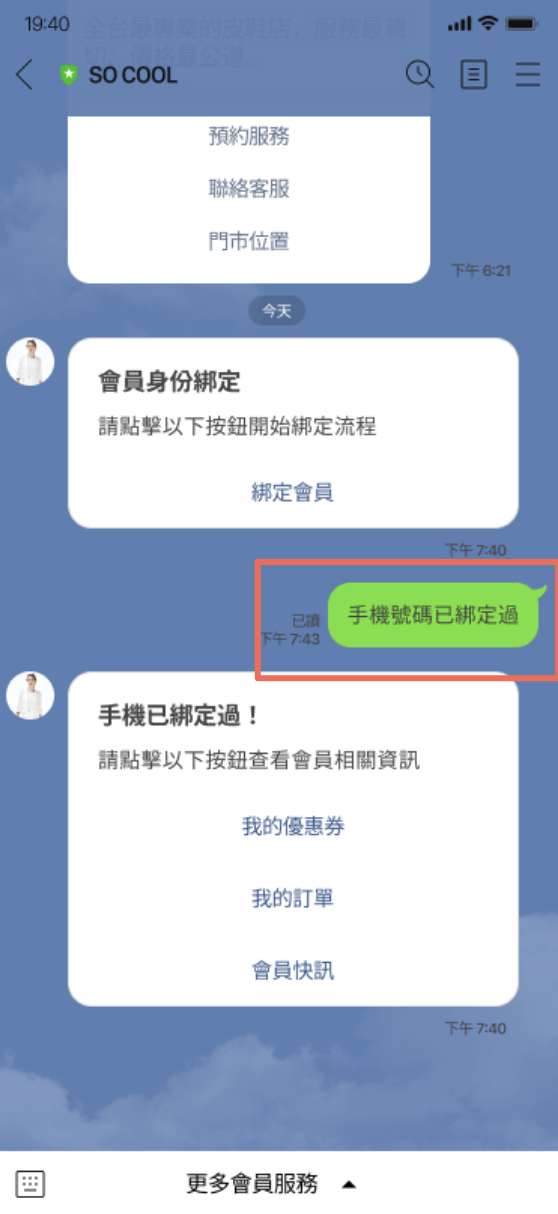 19:40
全台最專業的皮鞋店，服務最親
切，價格最公道。
SO COOL
預約服務
聯絡客服
門市位置
下午 6:21
今天
會員身份綁定
請點擊以下按鈕開始綁定流程
綁定會員
下午 7:40
已讀
下午 7:43
手機號碼已綁定過
手機已綁定過！
請點擊以下按鈕查看會員相關資訊
我的優惠券
我的訂單
會員快訊
下午 7:40
更多會員服務